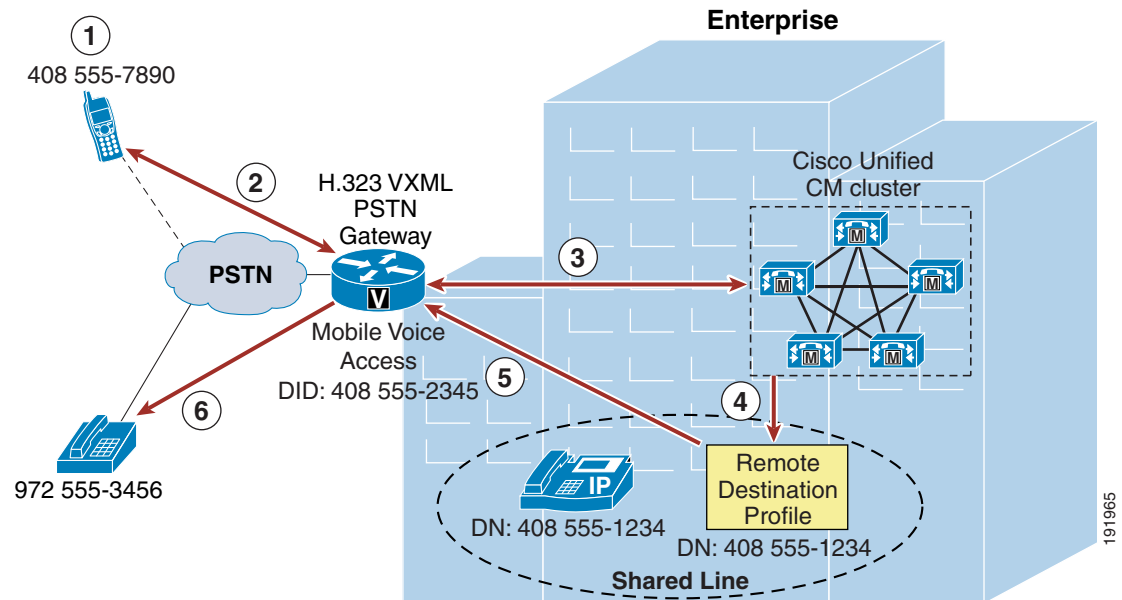 Enterprise
1
408 555-7890
2
H.323 VXML
PSTN
Gateway
Cisco Unified
CM cluster
M
M
M
M
M
PSTN
3
V
Mobile Voice
Access
DID: 408 555-2345
5
4
6
972 555-3456
IP
DN: 408 555-1234
Remote
Destination
Profile
DN: 408 555-1234
Shared Line
191965